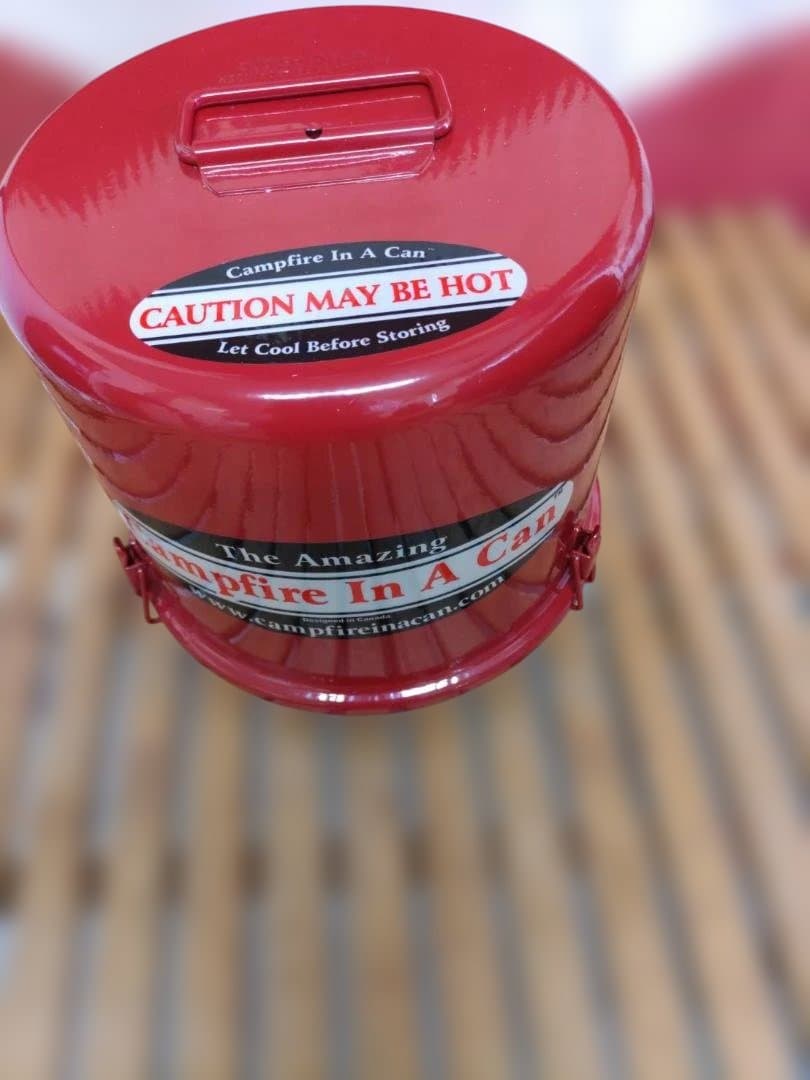 Campfire In A Can™
CAUTION MAY BE HOT
Let Cool Before Storing
The Amazing
Campfire In A Can™
Designed in Canada
www.campfireinacan.com